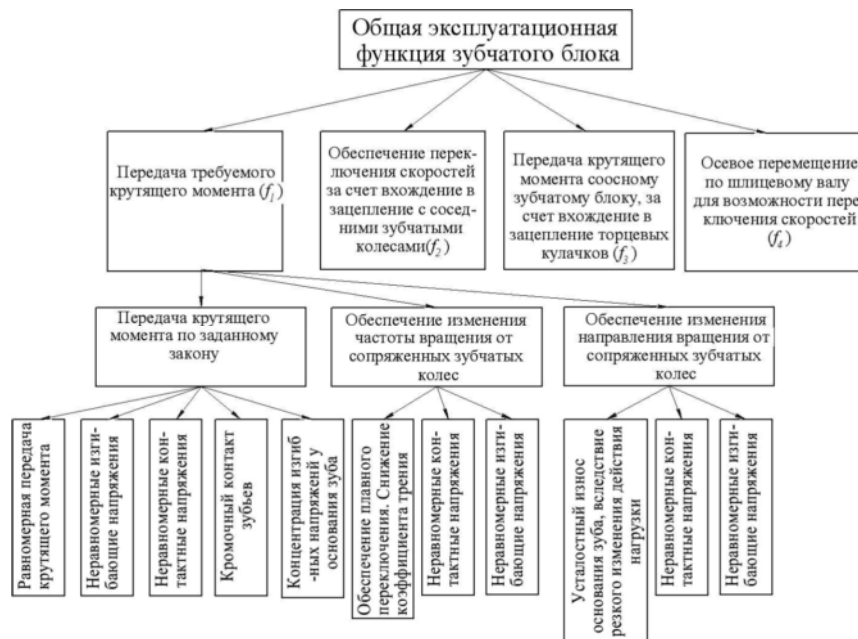 Общая эксплуатационная
функция зубчатого блока
Передача требуемого
крутящего момента (f1)
Обеспечение перек-
лючения скоростей
за счет вхождение в
зацепление с сосед-
ними зубчатыми
колесами(f2)
Передача крутящего
момента соосному
зубчатому блоку, за
счет вхождение в
зацепление торцевых
кулачков (f3)
Осевое перемещение
по шлицевому валу
для возможности пере
ключения скоростей
(f4)
Передача крутящего
момента по заданному
закону
Обеспечение изменения
частоты вращения от
сопряженных зубчатых
колес
Обеспечение изменения
направления вращения от
сопряженных зубчатых
колес
Равномерная передача
крутящего момента
Неравномерные изги-
бающие напряжения
Неравномерные кон-
тактные напряжения
Кромочный контакт
зубьев
Концентрация изгиб
-ных напряжей у
основания зуба
Обеспечение плавного
переключения. Снижение
коэффициента трения
Неравномерные кон-
тактные напряжения
Неравномерные изги-
бающие напряжения
Усталостный износ
основания зуба, вследствие
резкого изменения действия
нагрузки
Неравномерные кон-
тактные напряжения
Неравномерные изги-
бающие напряжения